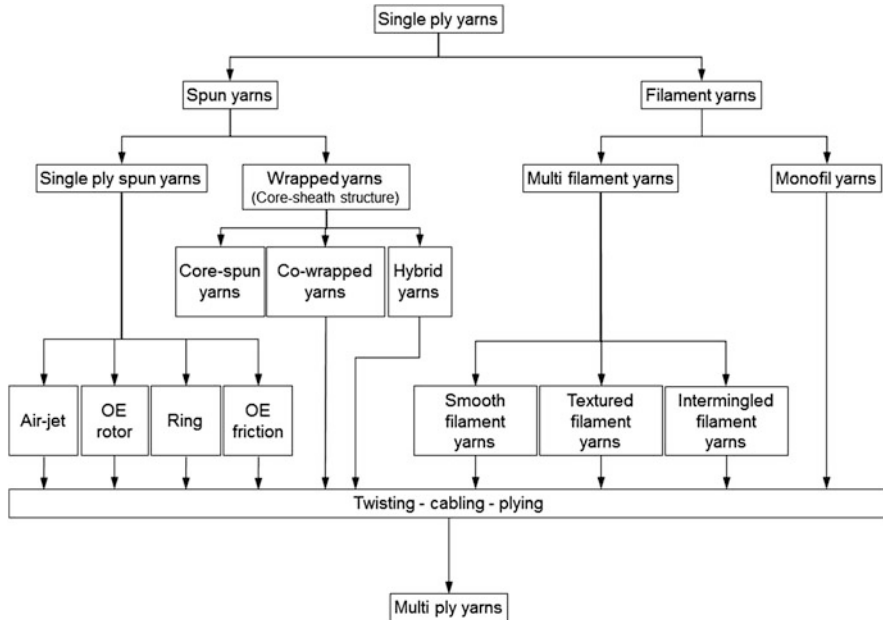 Single ply yarns
Spun yarns
Filament yarns
Single ply spun yarns
Wrapped yarns
(Core-sheath structure)
Multi filament yarns
Monofil yarns
Core-spun
yarns
Co-wrapped
yarns
Hybrid
yarns
Air-jet
OE
rotor
Ring
OE
friction
Smooth
filament
yarns
Textured
filament
yarns
Intermingled
filament
yarns
Twisting - cabling - plying
Multi ply yarns